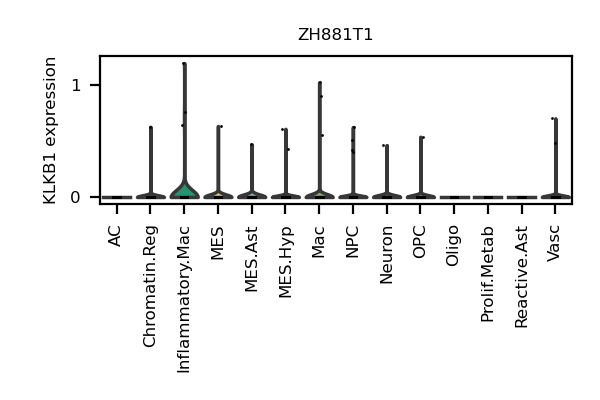 ZH881T1
KLKB1 expression
1
0
AC
Chromatin.Reg
Inflammatory.Mac
MES
MES.Ast
MES.Hyp
Mac
NPC
Neuron
OPC
Oligo
Prolif.Metab
Reactive.Ast
Vasc